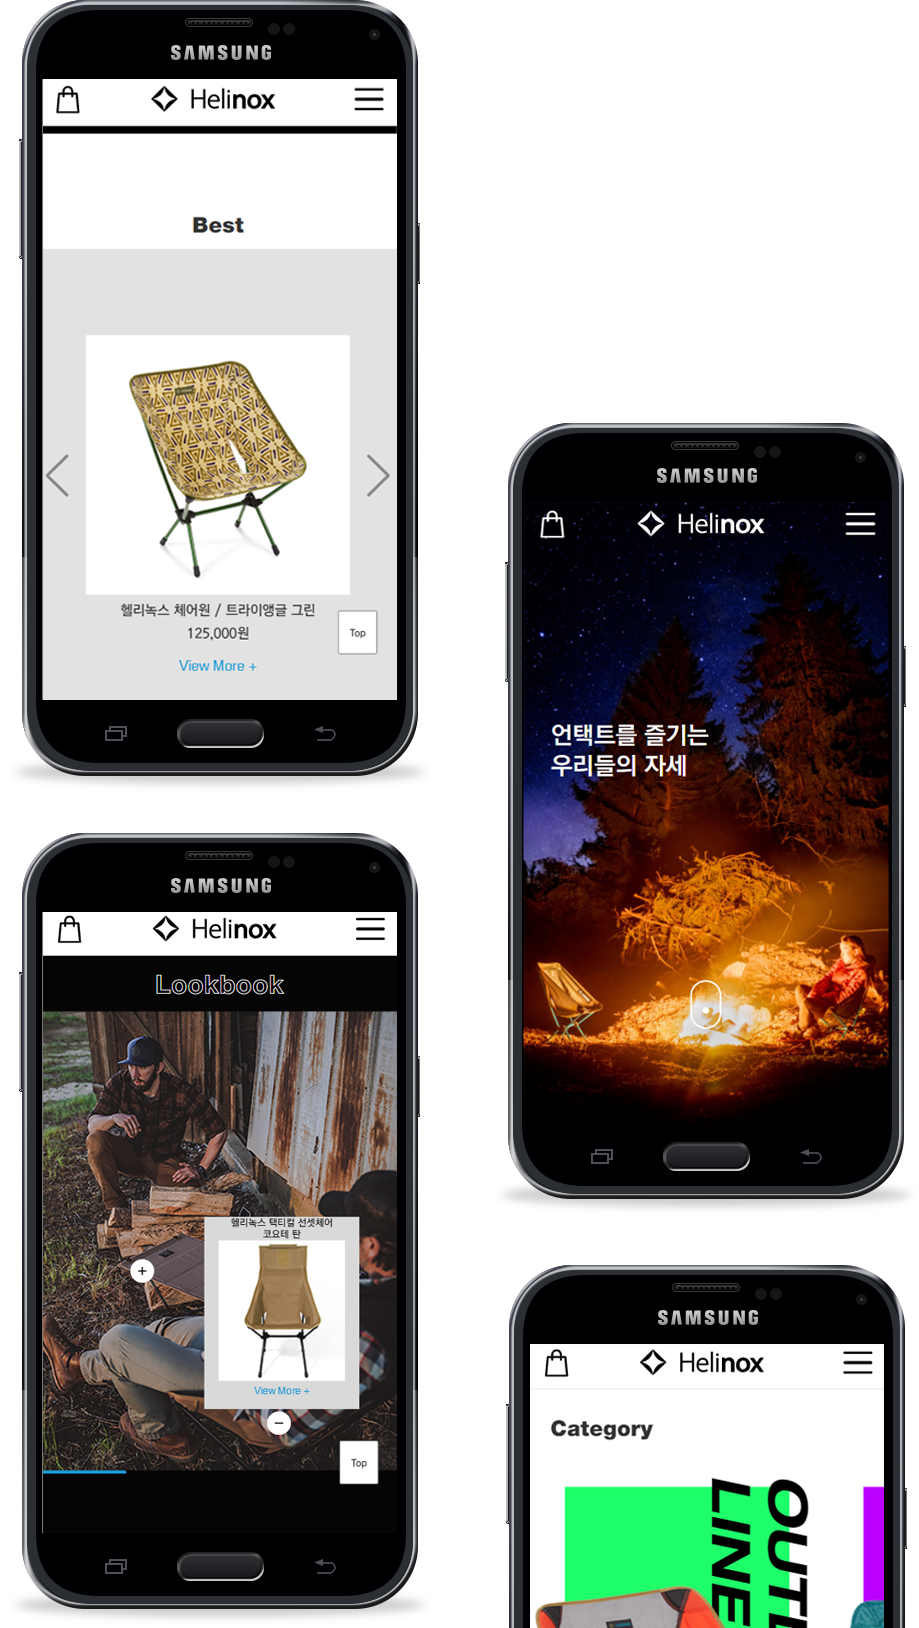 SAMSUNG
Helinox
Best
헬리녹스 체어원 / 트라이앵글 그린
125,000원
View More +
Top
SAMSUNG
Helinox
언택트를 즐기는
우리들의 자세
SAMSUNG
Helinox
Lookbook
헬리녹스 택티컬 선셋체어
코요테 탄
View More +
Top
SAMSUNG
Helinox
Category
LINE